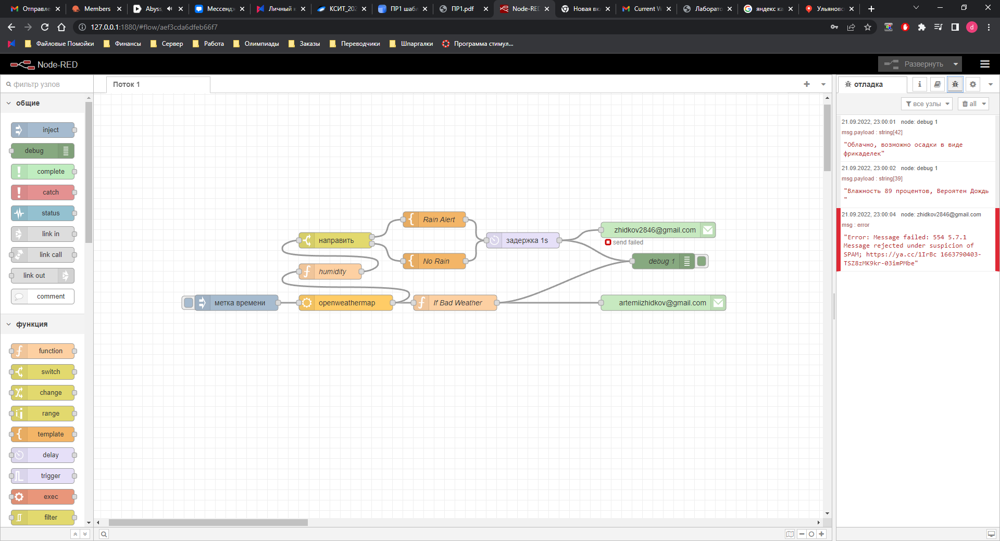 Отправле
Members
Abyss
Мессендж
Личный к
КСИТ_202
ПР1 шабл
ПР1.pdf
Node-RED
Новая вкл
Current W
Лаборато
яндекс ка
Ульяновс
127.0.0.1:1880/#flow/aef3cda6dfeb66f7
d
Файловые Помойки
Финансы
Сервер
Работа
Олимпиады
Заказы
Переводчики
Шпаргалки
Программа стимул...
Node-RED
Развернуть
фильтр узлов
Поток 1
отладка
общие
все узлы
all
inject
debug
complete
catch
status
link in
link call
link out
comment
функция
function
switch
change
range
template
delay
trigger
exec
filter
Rain Alert
направить
задержка 1s
zhidkov2846@gmail.com
send failed
No Rain
debug 1
humidity
метка времени
openweathermap
If Bad Weather
artemiizhidkov@gmail.com
21.09.2022, 23:00:01 node: debug 1
msg.payload : string[42]
"Облачно, возможно осадки в виде
фрикаделек"
21.09.2022, 23:00:02 node: debug 1
msg.payload : string[39]
"Влажность 89 процентов, Вероятен Дождь
"
21.09.2022, 23:00:04 node: zhidkov2846@gmail.com
msg : error
"Error: Message failed: 554 5.7.1
Message rejected under suspicion of
SPAM; https://ya.cc/1IrBc 1663790403-
TSZ8zMK9kr-03imPMbe"